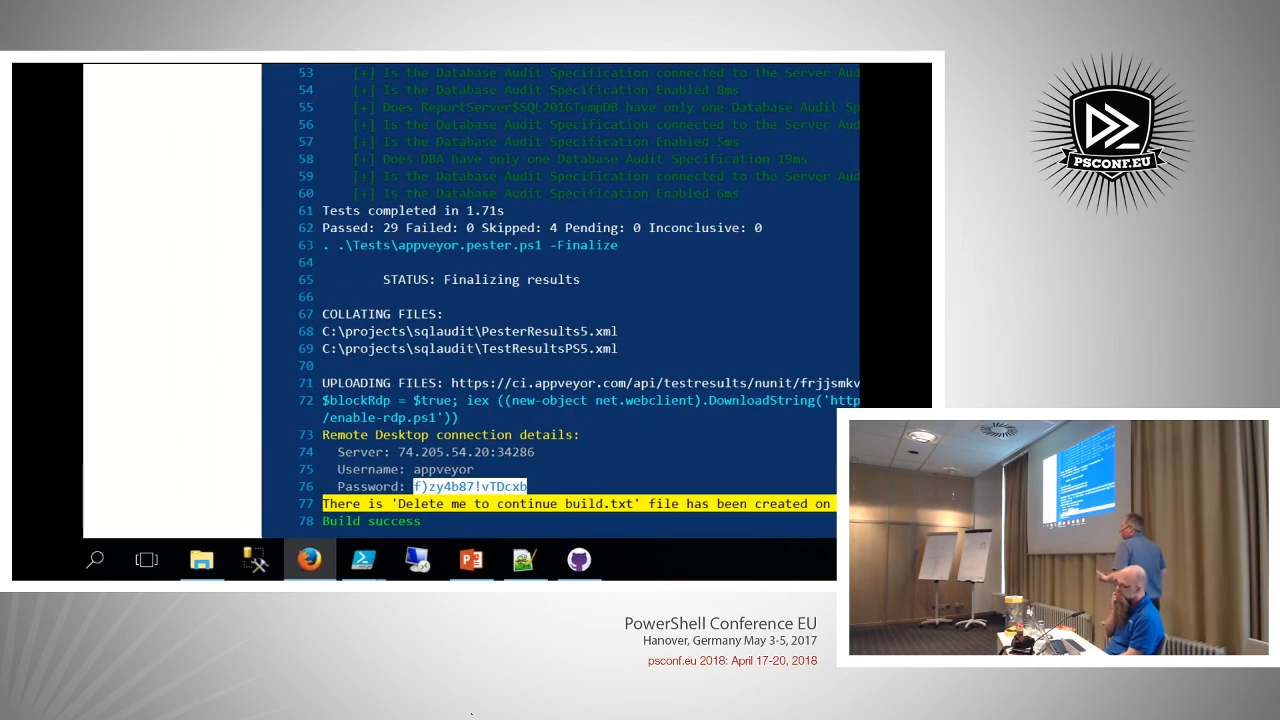 53 [+] Is the Database Audit Specification connected to the Server Aud
54 [+] Is the Database Audit Specification Enabled 8ms
55 [+] Does ReportServer$SQL2016TempDB have only one Database Audit Sp
56 [+] Is the Database Audit Specification connected to the Server Aud
57 [+] Is the Database Audit Specification Enabled 5ms
58 [+] Does DBA have only one Database Audit Specification 19ms
59 [+] Is the Database Audit Specification connected to the Server Aud
60 [+] Is the Database Audit Specification Enabled 6ms
61 Tests completed in 1.71s
62 Passed: 29 Failed: 0 Skipped: 4 Pending: 0 Inconclusive: 0
63 . .\Tests\appveyor.pester.ps1 -Finalize
64
65 STATUS: Finalizing results
66
67 COLLATING FILES:
68 C:\projects\sqlaudit\PesterResults5.xml
69 C:\projects\sqlaudit\TestResultsPS5.xml
70
71 UPLOADING FILES: https://ci.appveyor.com/api/testresults/nunit/frjjsmkv
72 $blockRdp = $true; iex ((new-object net.webclient).DownloadString('http
/enable-rdp.ps1'))
73 Remote Desktop connection details:
74 Server: 74.205.54.20:34286
75 Username: appveyor
76 Password: f)zy4b87!vTDcxb
77 There is 'Delete me to continue build.txt' file has been created on
78 Build success
PSCONF.EU
PowerShell Conference EU
Hanover, Germany May 3-5, 2017
psconf.eu 2018: April 17-20, 2018